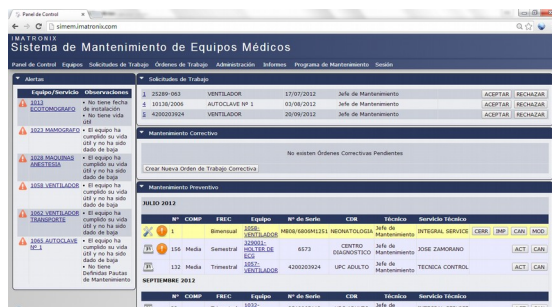 Panel de Control
simem.imatronix.com
IMATRONIX
Sistema de Mantenimiento de Equipos Médicos
Panel de Control Equipos Solicitudes de Trabajo Órdenes de Trabajo Administración Informes Programa de Mantenimiento Sesión
Alertas
Equipo/Servicio Observaciones
1013 ECOTOMOGRAFO
• No tiene fecha de instalación
• No tiene vida útil
1023 MAMOGRAFO
• El equipo ha cumplido su vida útil y no ha sido dado de baja
1028 MAQUINAS ANESTESIA
• El equipo ha cumplido su vida útil y no ha sido dado de baja
1058 VENTILADOR
• El equipo ha cumplido su vida útil y no ha sido dado de baja
1062 VENTILADOR TRANSPORTE
• El equipo ha cumplido su vida útil y no ha sido dado de baja
1065 AUTOCLAVE Nº 1
• El equipo ha cumplido su vida útil y no ha sido dado de baja
• No tiene Definidas Pautas de Mantenimiento
Solicitudes de Trabajo
1 25289-063 VENTILADOR 17/07/2012 Jefe de Mantenimiento ACEPTAR RECHAZAR
4 10138/2006 AUTOCLAVE Nº 1 03/08/2012 Jefe de Mantenimiento ACEPTAR RECHAZAR
5 4200203924 VENTILADOR 20/09/2012 Jefe de Mantenimiento ACEPTAR RECHAZAR
Mantenimiento Correctivo
No existen Órdenes Correctivas Pendientes
Crear Nueva Orden de Trabajo Correctiva
Mantenimiento Preventivo
JULIO 2012
Nº COMP FREC Equipo Nº de Serie CDR Técnico Servicio Técnico
1 Bimensual 1058-VENTILADOR MB08/6806M1251 NEONATOLOGIA Jefe de Mantenimiento INTEGRAL SERVICE CERR IMP CAN MOD
156 Media Semestral 329001-HOLTER DE ECG 6573 CENTRO DIAGNOSTICO Jefe de Mantenimiento JOSE ZAMORANO ACT CAN
132 Media Trimestral 1057-VENTILADOR 4200203924 UPC ADULTO Jefe de Mantenimiento TECNICA CONTROL ACT CAN
SEPTIEMBRE 2012
Nº COMP FREC Equipo Nº de Serie CDR Técnico Servicio Técnico
1032-
Jefe de